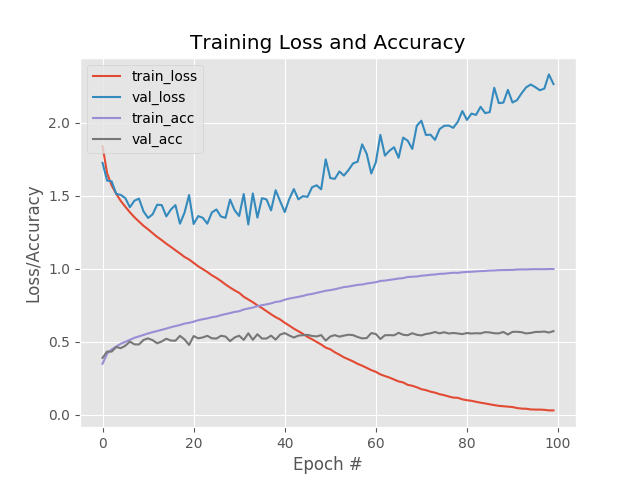 Training Loss and Accuracy
train_loss
val_loss
train_acc
val_acc
Loss/Accuracy
2.0
1.5
1.0
0.5
0.0
0 20 40 60 80 100
Epoch #